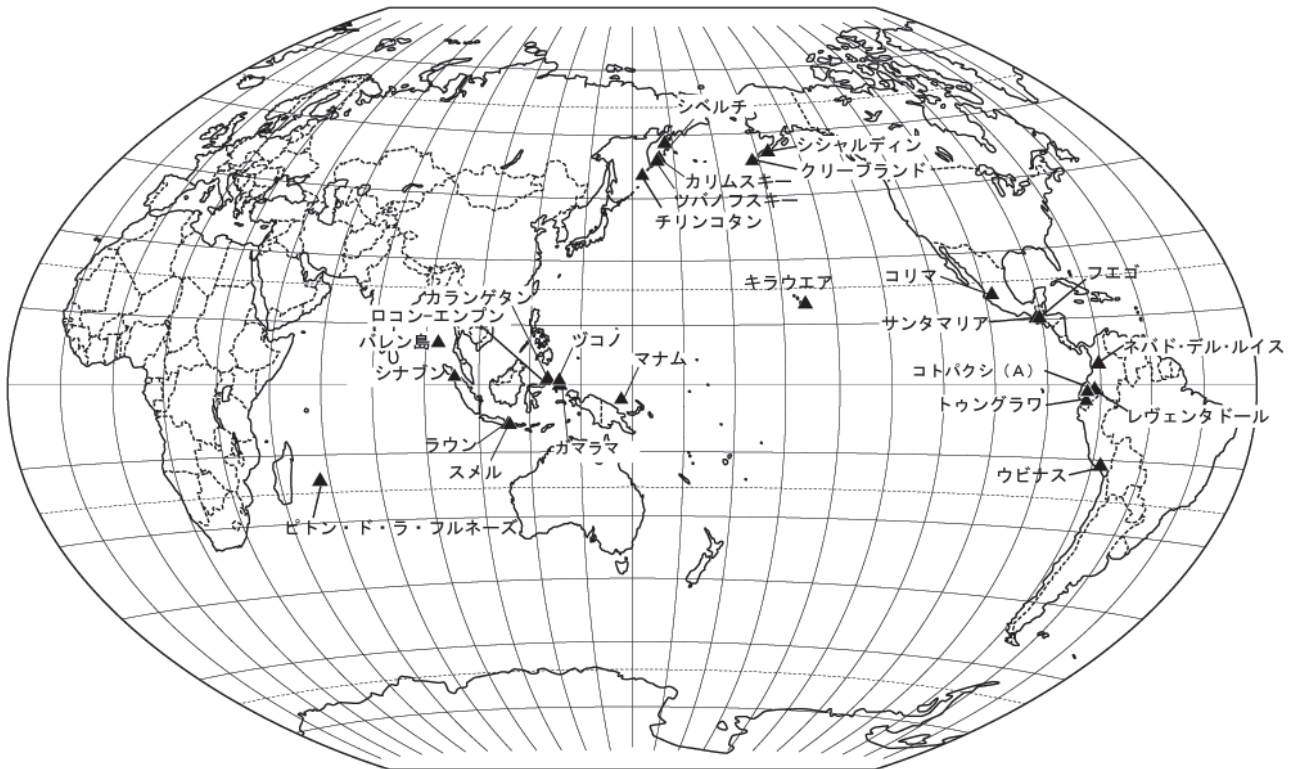 シベルチ
シシャルディン
クリーブランド
カリムスキー
ツバノフスキー
チリンコタン
キラウエア
コリマ
フエゴ
サンタマリア
カランゲタン
ロコン-エンプン
バレン島
シナブン
ヅコノ
マナム
ネバド・デル・ルイス
コトパクシ（A）
トゥングラワ
レヴェンタドール
ラウン
スメル
カマラマ
ウビナス
ピトン・ド・ラ・フルネーズ